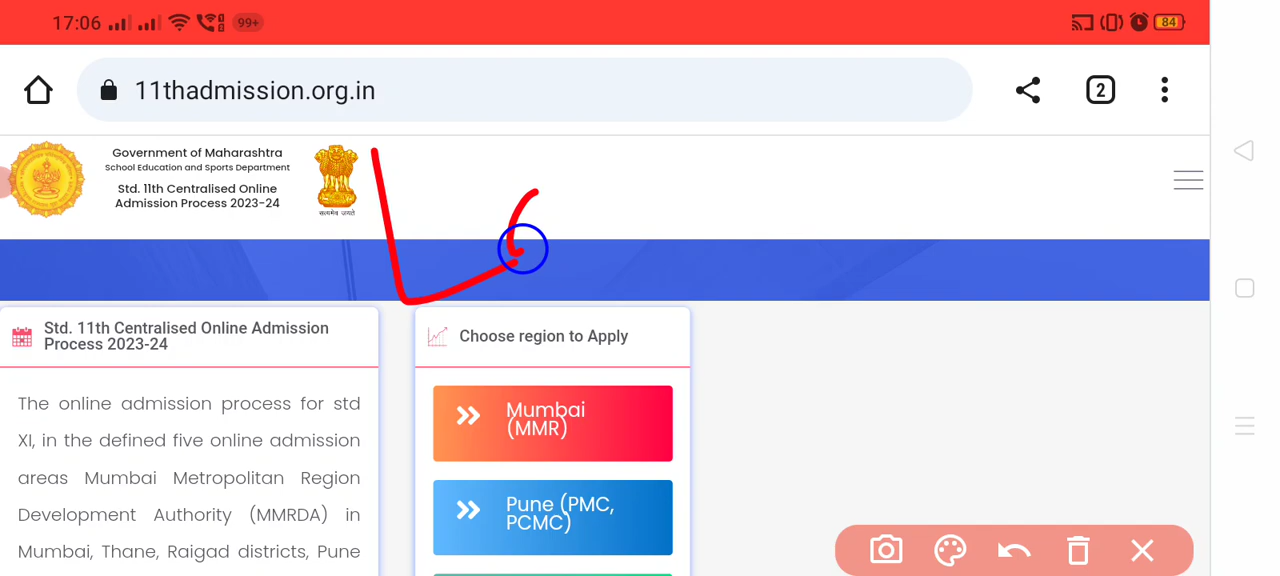 17:06 99+ 84
11thadmission.org.in 2
Government of Maharashtra
School Education and Sports Department
Std. 11th Centralised Online
Admission Process 2023-24
सत्यमेव जयते
Std. 11th Centralised Online Admission
Process 2023-24
The online admission process for std
XI, in the defined five online admission
areas Mumbai Metropolitan Region
Development Authority (MMRDA) in
Mumbai, Thane, Raigad districts, Pune
Choose region to Apply
Mumbai
(MMR)
Pune (PMC,
PCMC)